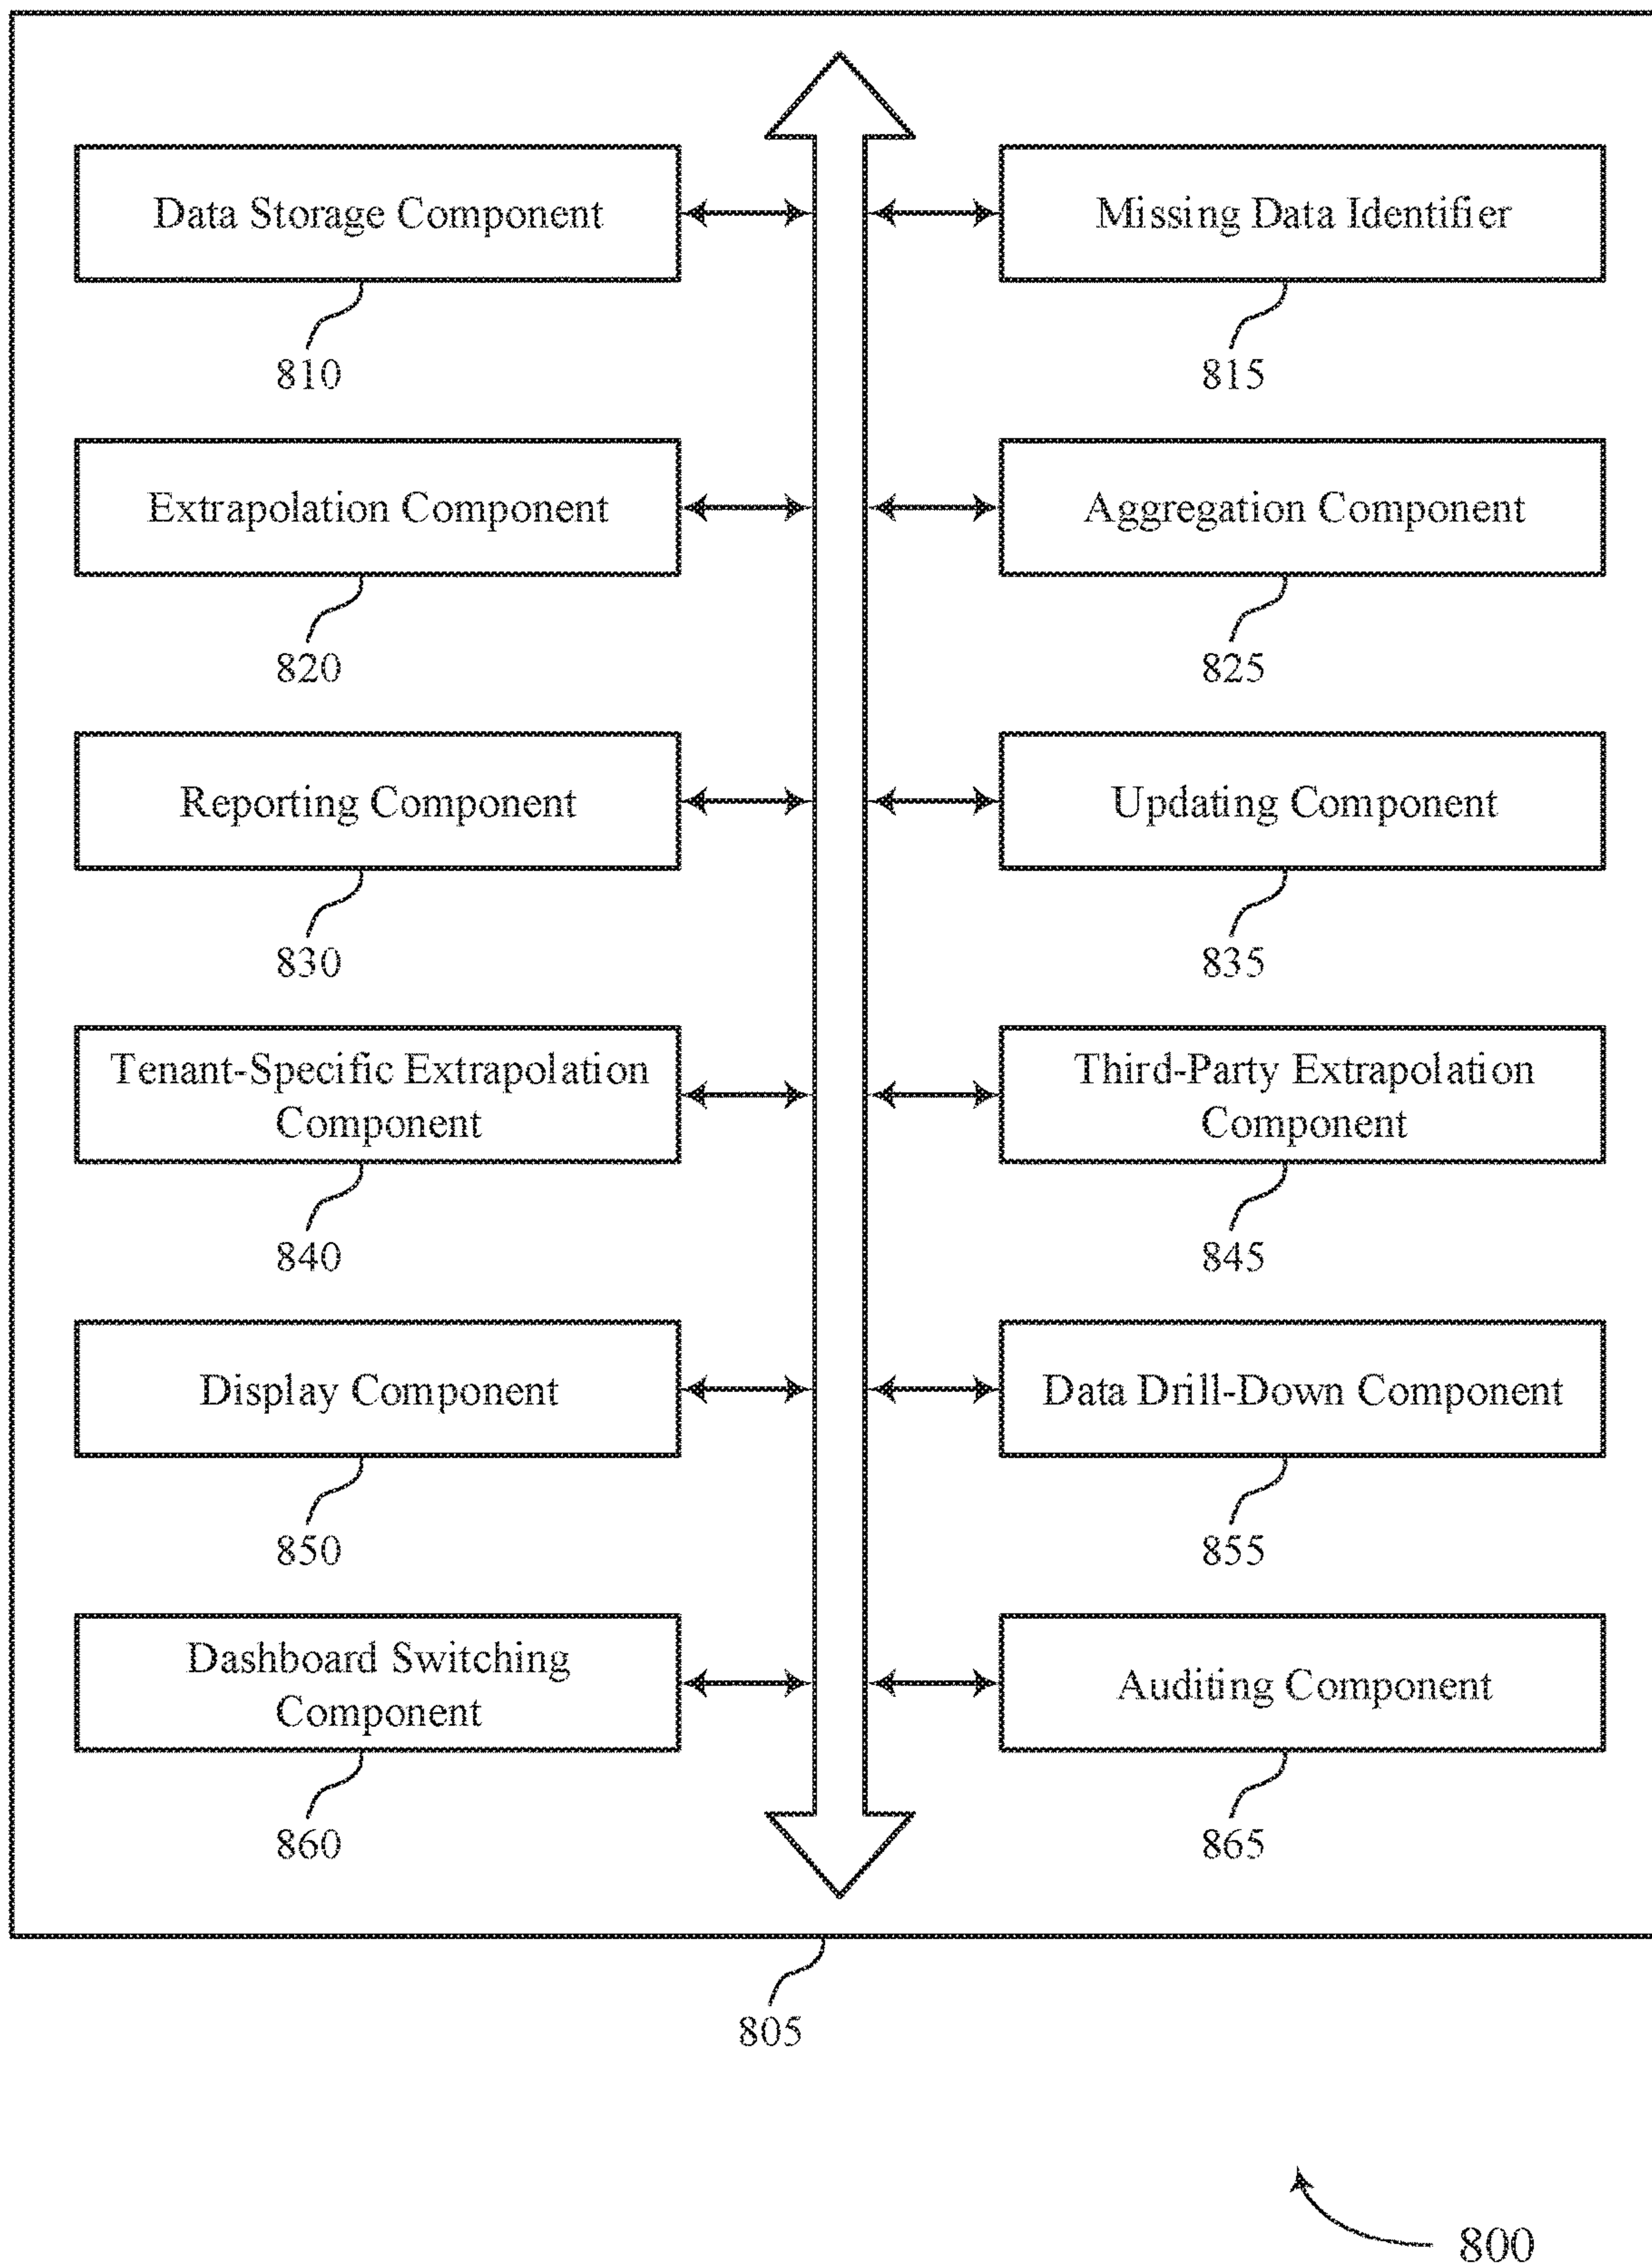 Data Storage Component
Missing Data Identifier
810
815
Extrapolation Component
Aggregation Component
820
825
Reporting Component
Updating Component
830
835
Tenant-Specific Extrapolation
Component
Third-Party Extrapolation
Component
840
845
Display Component
Data Drill-Down Component
850
855
Dashboard Switching
Component
Auditing Component
860
865
805
800